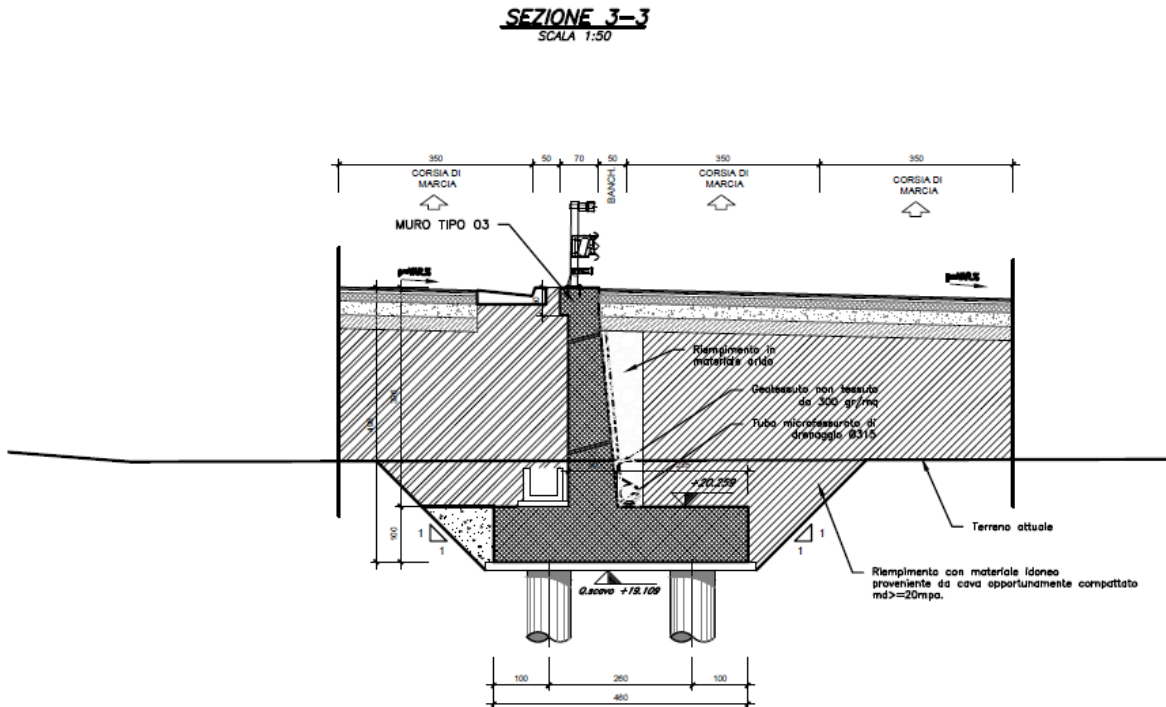 SEZIONE 3-3
SCALA 1:50
350
50
70
50
350
350
CORSIA DI
MARCIA
BANCH.
CORSIA DI
MARCIA
CORSIA DI
MARCIA
MURO TIPO 03
p=VAR.%
p=VAR.%
Riempimento in
materiale arido
Geotessuto non tessuto
da 300 gr/mq
Tubo microfessurato di
drenaggio Ø315
+20.259
100
1
1
1
1
Terreno attuale
Q.scavo +19.109
Riempimento con materiale idoneo
proveniente da cava opportunamente compattato
md>=20mpa.
100
260
100
460